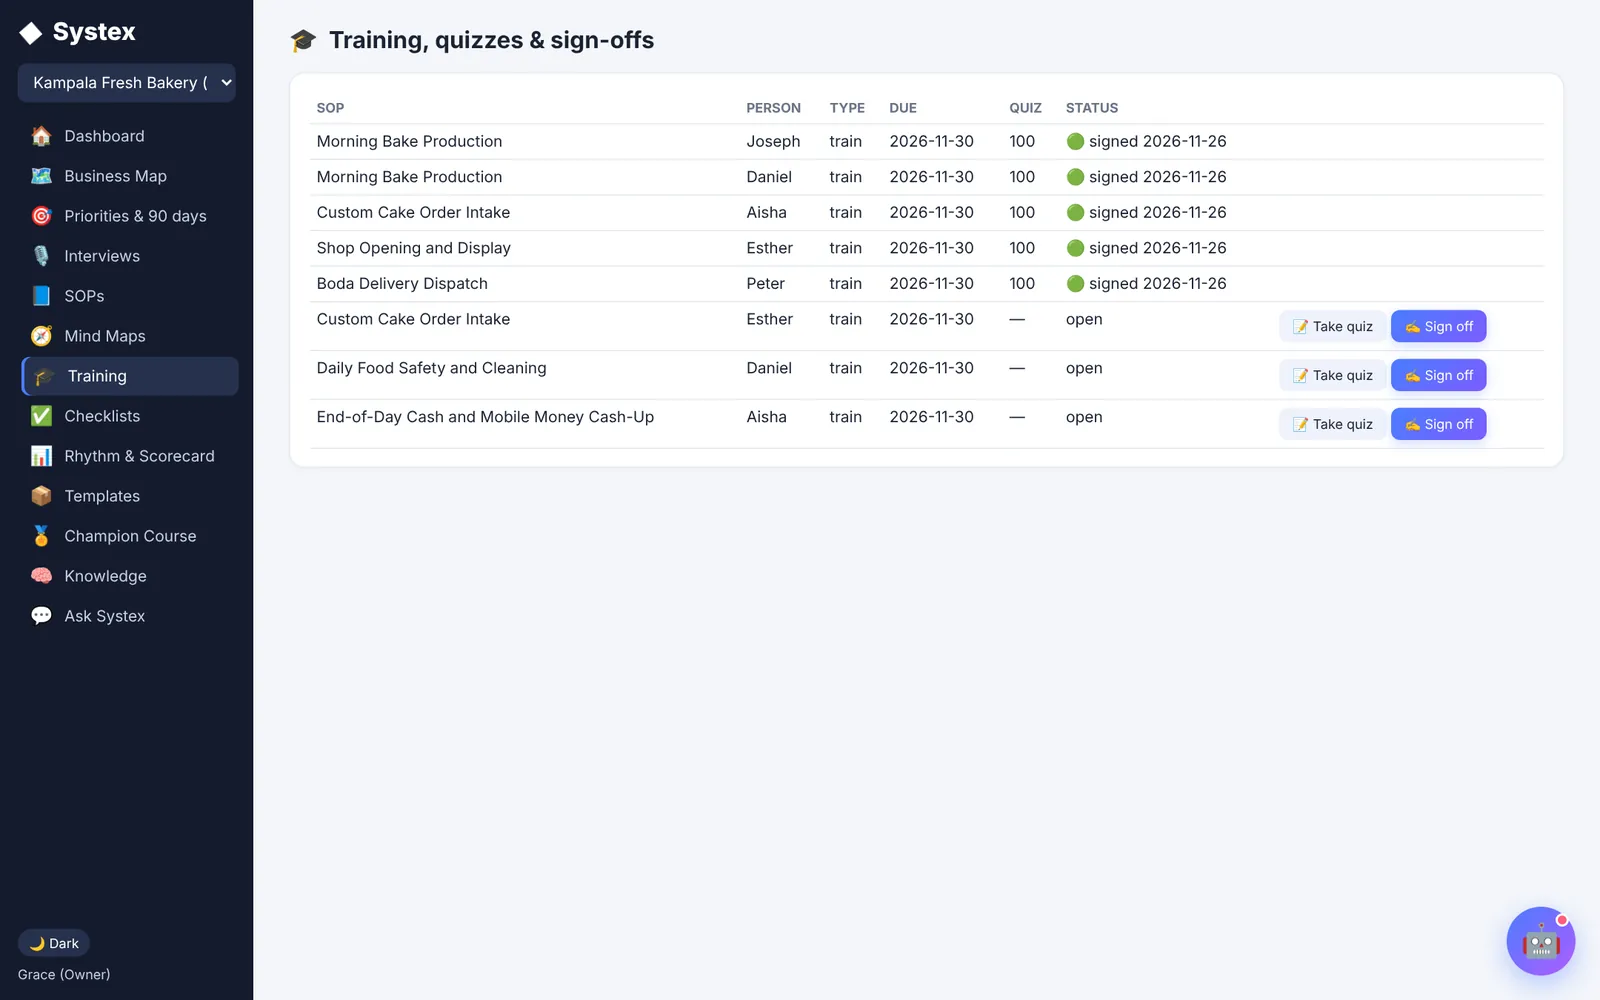 Systex
Kampala Fresh Bakery (
Dashboard
Business Map
Priorities & 90 days
Interviews
SOPs
Mind Maps
Training
Checklists
Rhythm & Scorecard
Templates
Champion Course
Knowledge
Ask Systex
Dark
Grace (Owner)
Training, quizzes & sign-offs
SOP PERSON TYPE DUE QUIZ STATUS
Morning Bake Production Joseph train 2026-11-30 100 signed 2026-11-26
Morning Bake Production Daniel train 2026-11-30 100 signed 2026-11-26
Custom Cake Order Intake Aisha train 2026-11-30 100 signed 2026-11-26
Shop Opening and Display Esther train 2026-11-30 100 signed 2026-11-26
Boda Delivery Dispatch Peter train 2026-11-30 100 signed 2026-11-26
Custom Cake Order Intake Esther train 2026-11-30 — open Take quiz Sign off
Daily Food Safety and Cleaning Daniel train 2026-11-30 — open Take quiz Sign off
End-of-Day Cash and Mobile Money Cash-Up Aisha train 2026-11-30 — open Take quiz Sign off